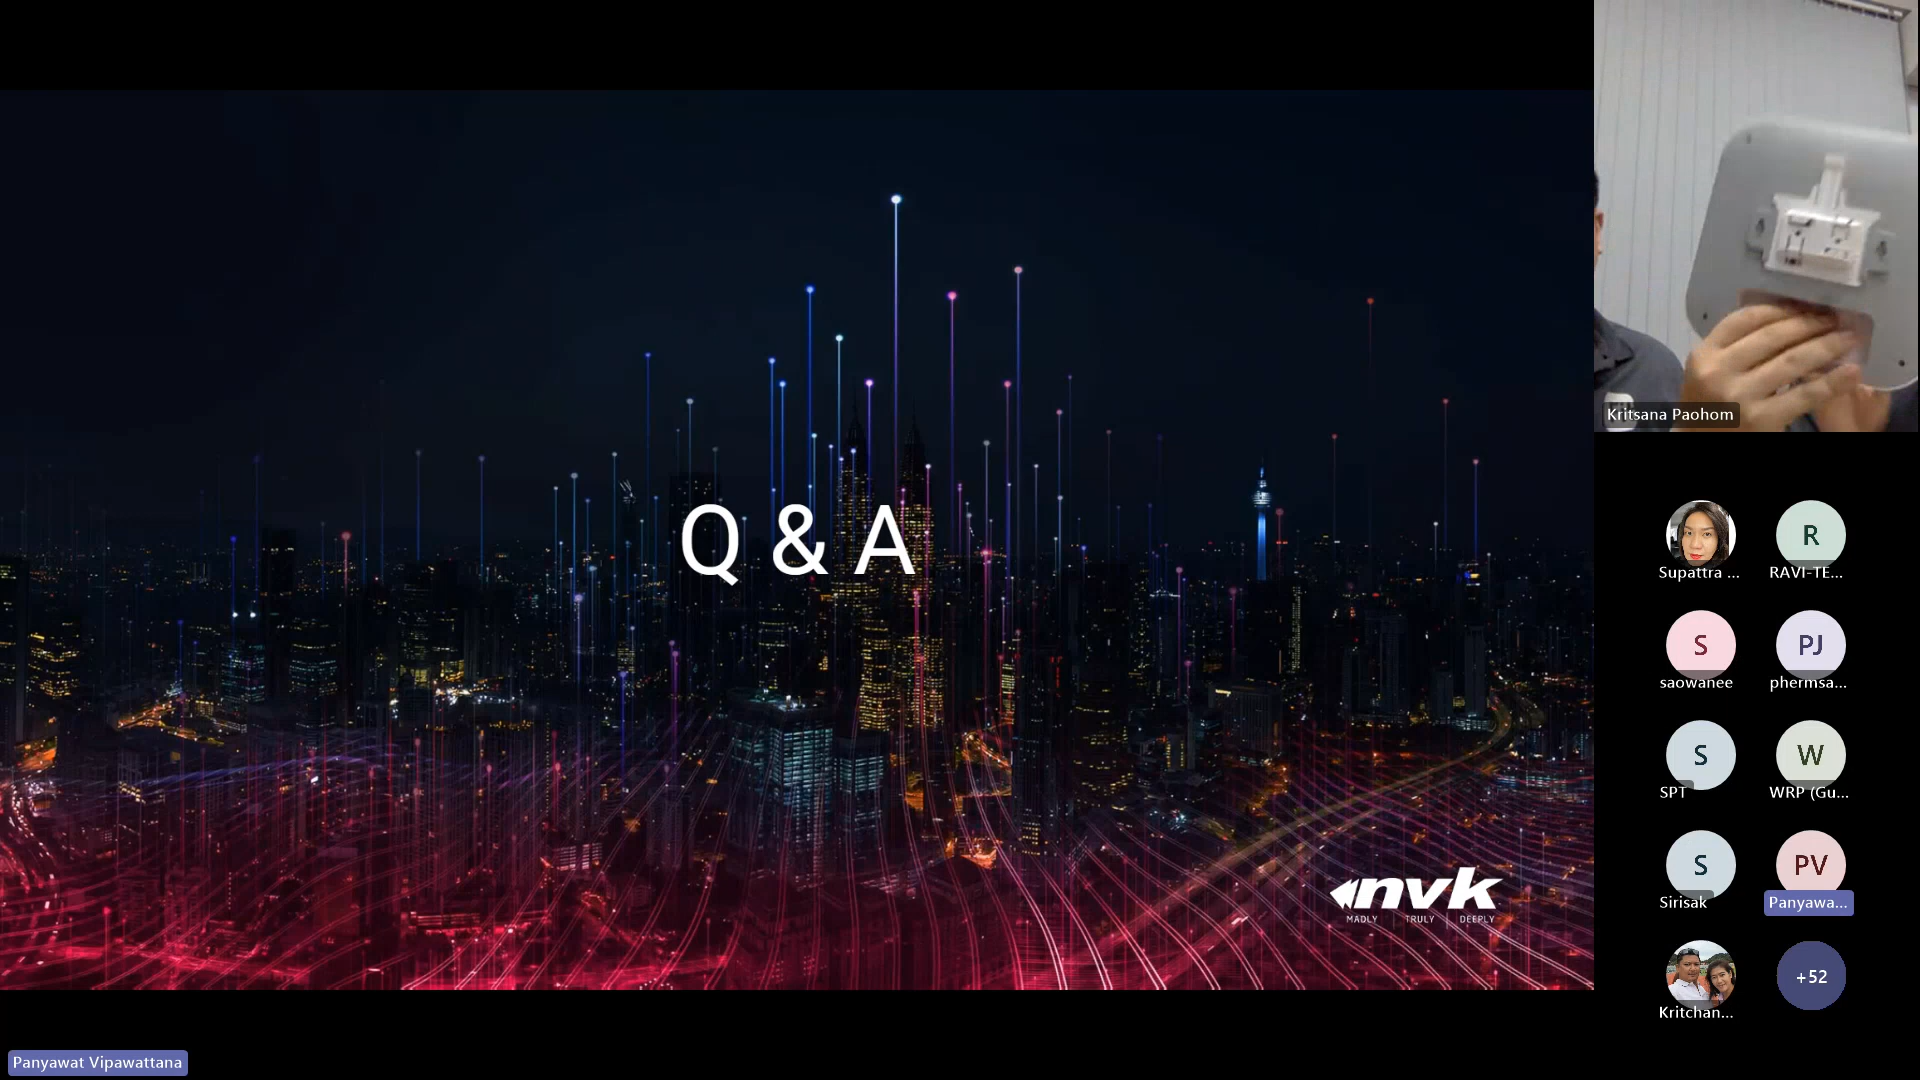 Q & A
nvk
MADLY | TRULY | DEEPLY
Kritsana Paohom
Supattra ...
R
RAVI-TE...
S
saowanee
PJ
phermsa...
S
SPT
W
WRP (Gu...
S
Sirisak
PV
Panyawa...
Kritchan...
+52
Panyawat Vipawattana